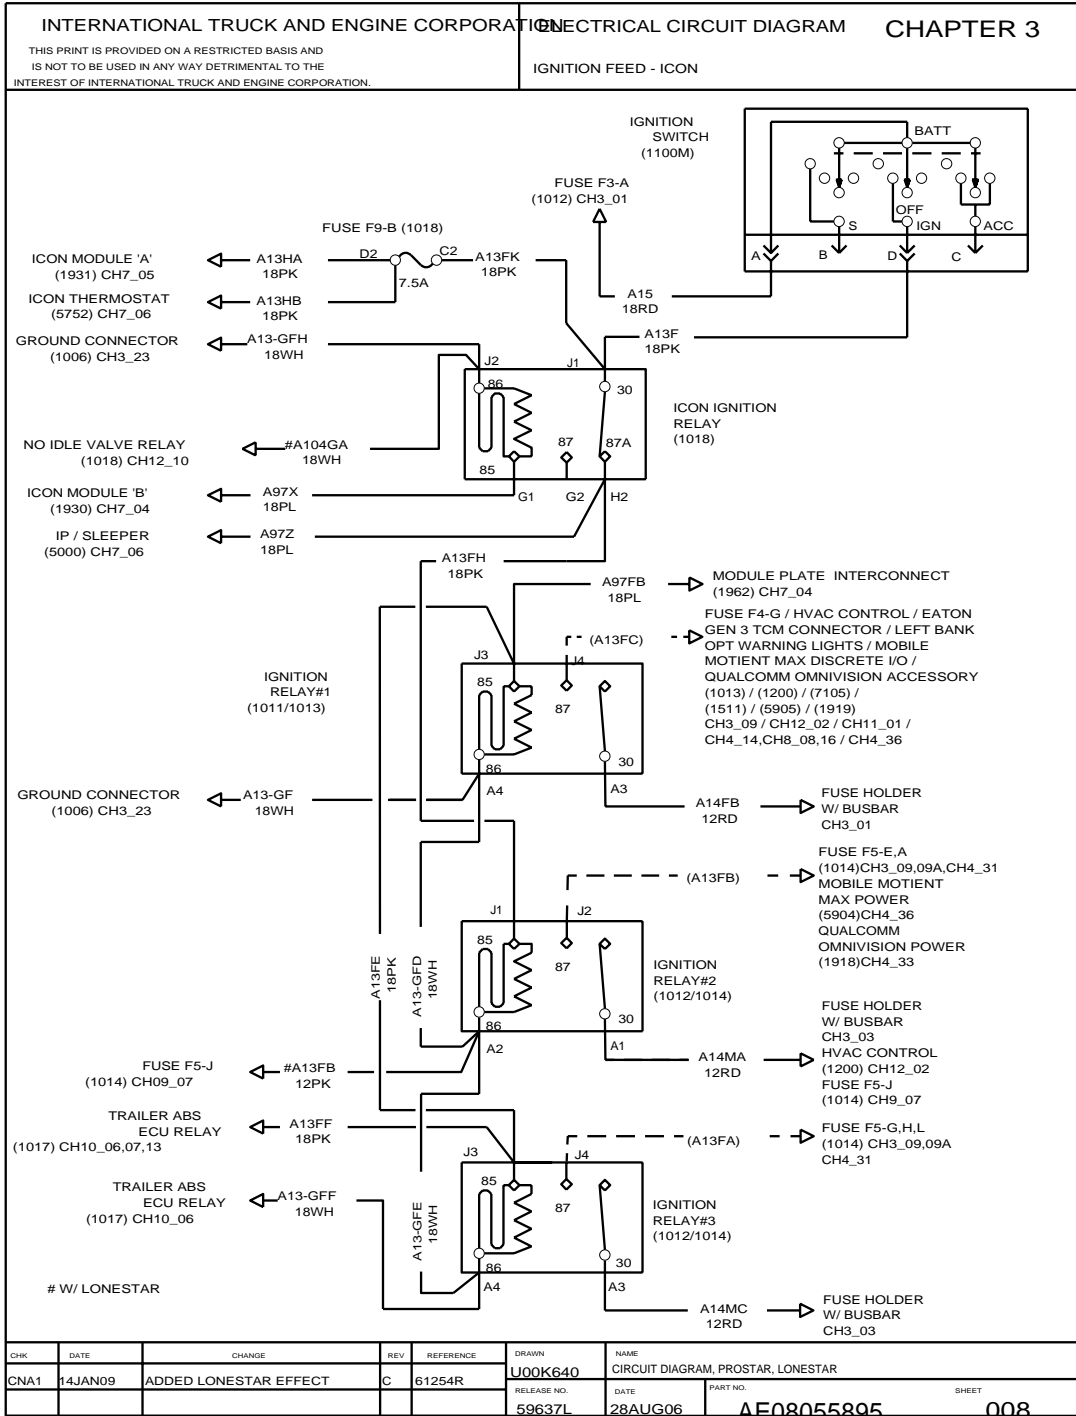 INTERNATIONAL TRUCK AND ENGINE CORPORATION
ELECTRICAL CIRCUIT DIAGRAM
CHAPTER 3
THIS PRINT IS PROVIDED ON A RESTRICTED BASIS AND
IS NOT TO BE USED IN ANY WAY DETRIMENTAL TO THE
INTEREST OF INTERNATIONAL TRUCK AND ENGINE CORPORATION.
IGNITION FEED - ICON
IGNITION
SWITCH
(1100M)
BATT
OFF
S
IGN
ACC
A
B
D
C
FUSE F3-A
(1012) CH3_01
A15
18RD
A13F
18PK
FUSE F9-B (1018)
D2
C2
7.5A
A13FK
18PK
ICON MODULE 'A'
(1931) CH7_05
A13HA
18PK
ICON THERMOSTAT
(5752) CH7_06
A13HB
18PK
GROUND CONNECTOR
(1006) CH3_23
A13-GFH
18WH
J2
J1
86
30
87
87A
85
G1
G2
H2
ICON IGNITION
RELAY
(1018)
NO IDLE VALVE RELAY
(1018) CH12_10
#A104GA
18WH
ICON MODULE 'B'
(1930) CH7_04
A97X
18PL
IP / SLEEPER
(5000) CH7_06
A97Z
18PL
A13FH
18PK
A97FB
18PL
MODULE PLATE INTERCONNECT
(1962) CH7_04
(A13FC)
FUSE F4-G / HVAC CONTROL / EATON
GEN 3 TCM CONNECTOR / LEFT BANK
OPT WARNING LIGHTS / MOBILE
MOTIENT MAX DISCRETE I/O /
QUALCOMM OMNIVISION ACCESSORY
(1013) / (1200) / (7105) /
(1511) / (5905) / (1919)
CH3_09 / CH12_02 / CH11_01 /
CH4_14,CH8_08,16 / CH4_36
IGNITION
RELAY#1
(1011/1013)
J3
J4
85
87
86
30
A4
A3
GROUND CONNECTOR
(1006) CH3_23
A13-GF
18WH
A14FB
12RD
FUSE HOLDER
W/ BUSBAR
CH3_01
(A13FB)
FUSE F5-E,A
(1014)CH3_09,09A,CH4_31
MOBILE MOTIENT
MAX POWER
(5904)CH4_36
QUALCOMM
OMNIVISION POWER
(1918)CH4_33
J1
J2
85
87
86
30
A2
A1
IGNITION
RELAY#2
(1012/1014)
A13FE
18PK
A13-GFD
18WH
FUSE F5-J
(1014) CH09_07
#A13FB
12PK
A14MA
12RD
FUSE HOLDER
W/ BUSBAR
CH3_03
HVAC CONTROL
(1200) CH12_02
FUSE F5-J
(1014) CH9_07
TRAILER ABS
ECU RELAY
(1017) CH10_06,07,13
A13FF
18PK
(A13FA)
FUSE F5-G,H,L
(1014) CH3_09,09A
CH4_31
J3
J4
85
87
86
30
A4
A3
IGNITION
RELAY#3
(1012/1014)
TRAILER ABS
ECU RELAY
(1017) CH10_06
A13-GFF
18WH
A13-GFE
18WH
A14MC
12RD
FUSE HOLDER
W/ BUSBAR
CH3_03
# W/ LONESTAR
CHK
DATE
CHANGE
REV
REFERENCE
DRAWN
NAME
CNA1
14JAN09
ADDED LONESTAR EFFECT
C
61254R
U00K640
CIRCUIT DIAGRAM, PROSTAR, LONESTAR
RELEASE NO.
DATE
PART NO.
SHEET
59637L
28AUG06
AE08055895
008